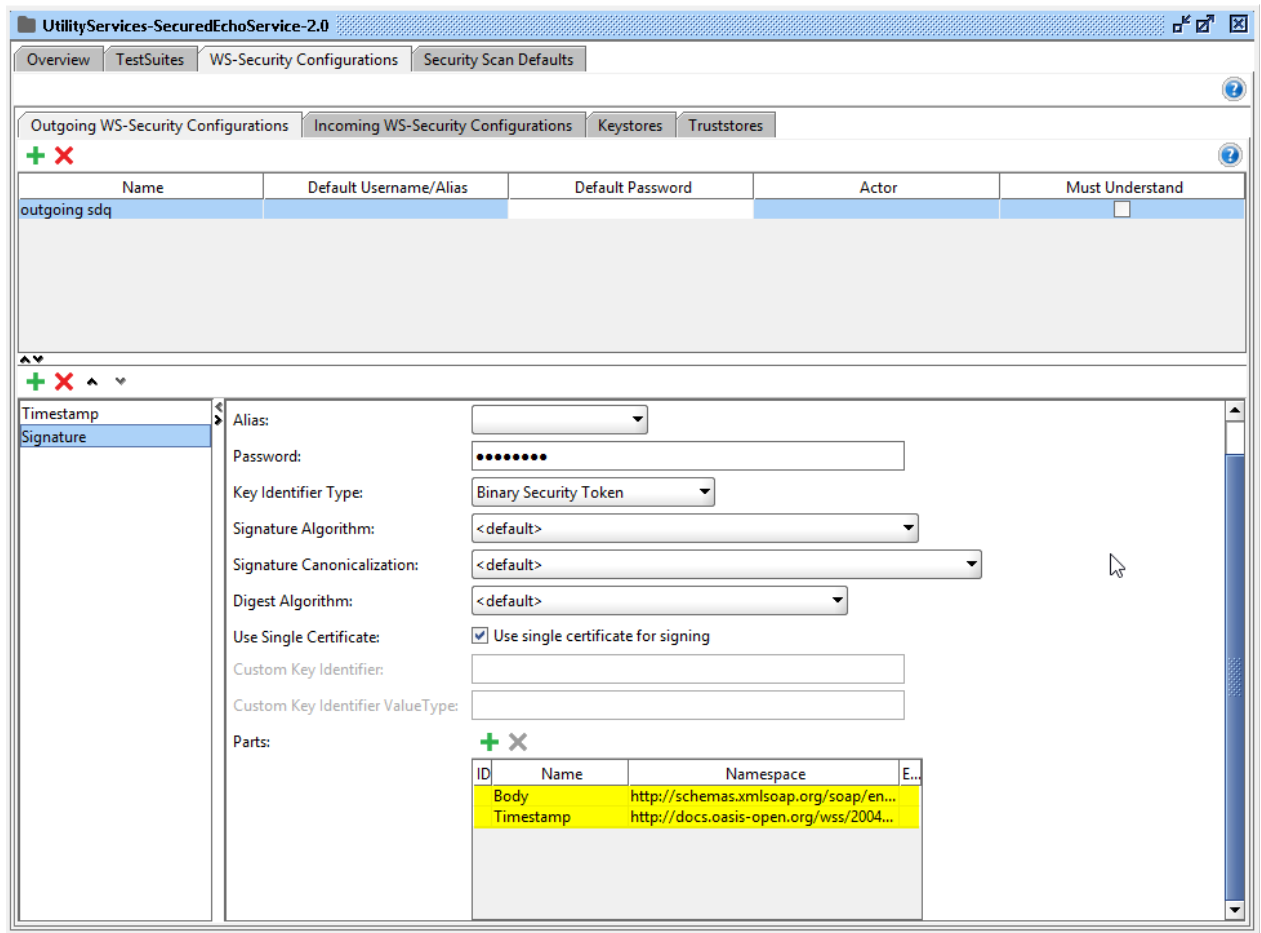 UtilityServices-SecuredEchoService-2.0
Overview TestSuites WS-Security Configurations Security Scan Defaults
?
Outgoing WS-Security Configurations Incoming WS-Security Configurations Keystores Truststores
?
Name Default Username/Alias Default Password Actor Must Understand
outgoing sdq
Timestamp
Signature
Alias:
Password: ●●●●●●●●
Key Identifier Type: Binary Security Token
Signature Algorithm: <default>
Signature Canonicalization: <default>
Digest Algorithm: <default>
Use Single Certificate: Use single certificate for signing
Custom Key Identifier:
Custom Key Identifier ValueType:
Parts:
ID Name Namespace E...
Body http://schemas.xmlsoap.org/soap/en...
Timestamp http://docs.oasis-open.org/wss/2004...